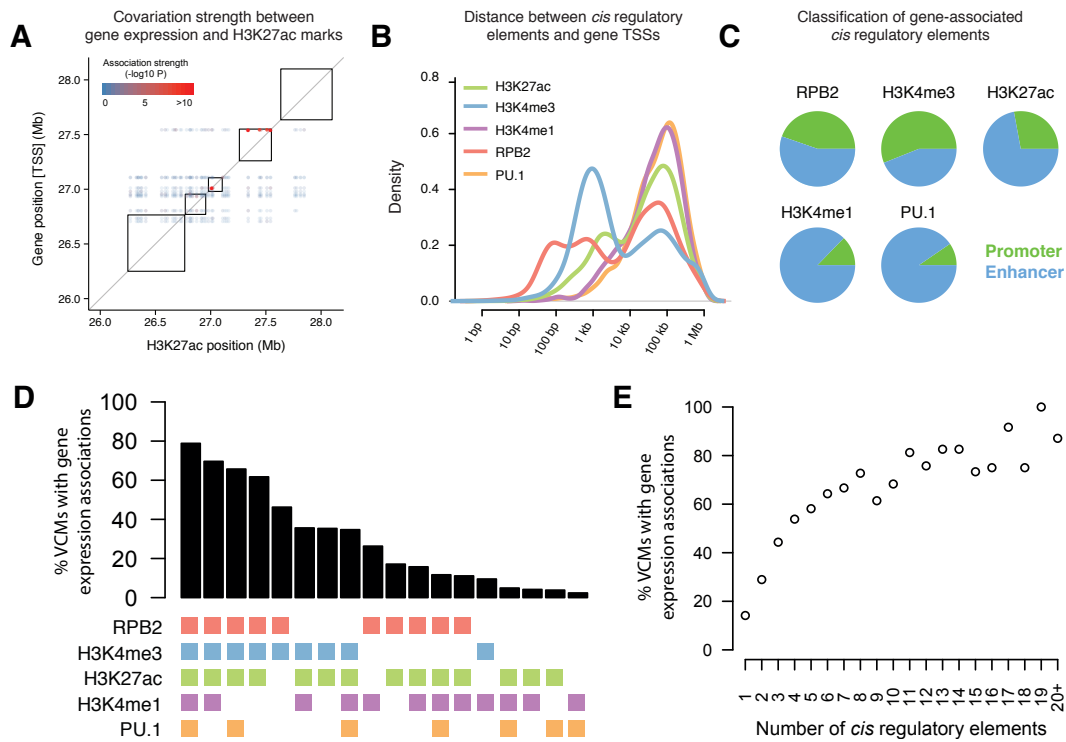 A
Covariation strength between
gene expression and H3K27ac marks
Association strength
(-log10 P)
0 5 >10
Gene position [TSS] (Mb)
28.0
27.5
27.0
26.5
26.0
26.0 26.5 27.0 27.5 28.0
H3K27ac position (Mb)
B
Distance between cis regulatory
elements and gene TSSs
H3K27ac
H3K4me3
H3K4me1
RPB2
PU.1
Density
0.8
0.6
0.4
0.2
0.0
1 bp
10 bp
100 bp
1 kb
10 kb
100 kb
1 Mb
C
Classification of gene-associated
cis regulatory elements
RPB2 H3K4me3 H3K27ac
H3K4me1 PU.1
Promoter
Enhancer
D
% VCMs with gene
expression associations
100
80
60
40
20
0
RPB2
H3K4me3
H3K27ac
H3K4me1
PU.1
E
% VCMs with gene
expression associations
100
80
60
40
20
0
1 2 3 4 5 6 7 8 9 10 11 12 13 14 15 16 17 18 19 20+
Number of cis regulatory elements